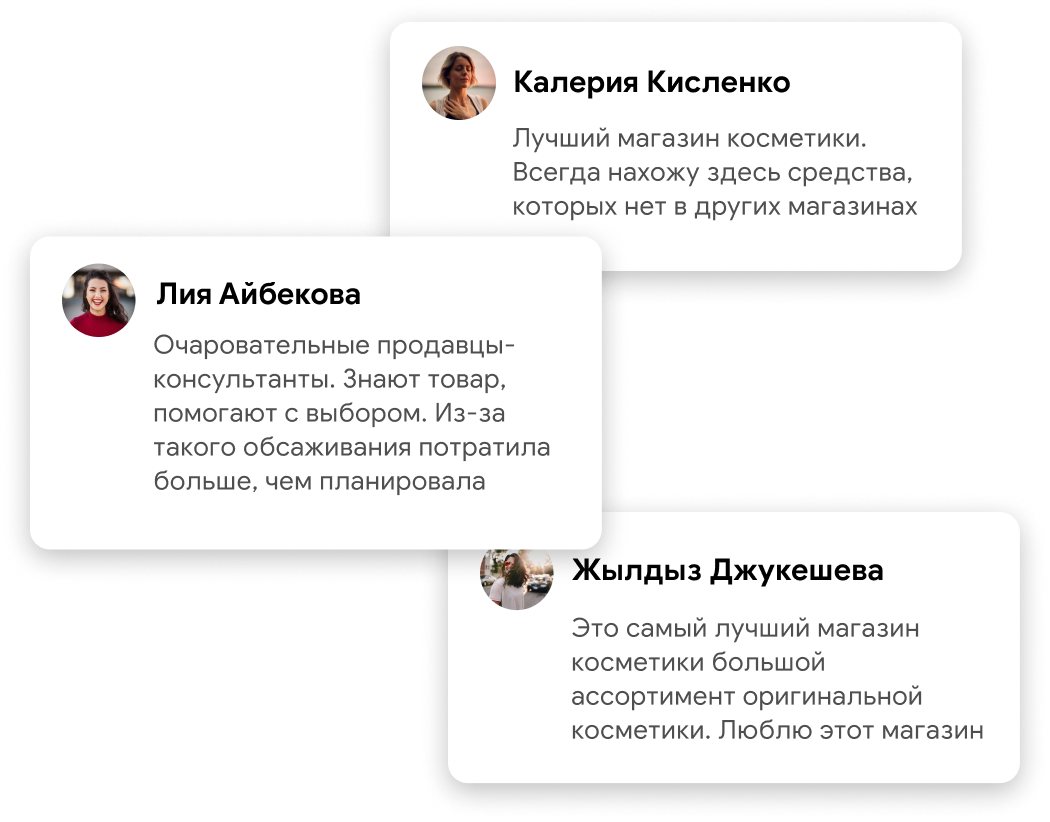 Калерия Кисленко
Лучший магазин косметики.
Всегда нахожу здесь средства,
которых нет в других магазинах
Лия Айбекова
Очаровательные продавцы-
консультанты. Знают товар,
помогают с выбором. Из-за
такого обсаживания потратила
больше, чем планировала
Жылдыз Джукешева
Это самый лучший магазин
косметики большой
ассортимент оригинальной
косметики. Люблю этот магазин